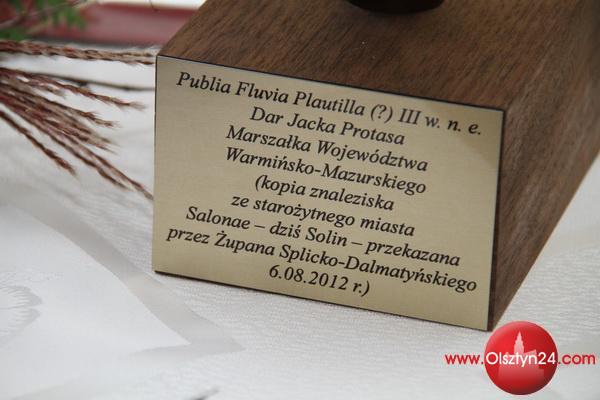 Publia Fluvia Plautilla (?) III w. n. e.
Dar Jacka Protasa
Marszałka Województwa
Warmińsko-Mazurskiego
(kopia znaleziska
ze starożytnego miasta
Salonae – dziś Solin – przekazana
przez Żupana Splicko-Dalmatyńskiego
6.08.2012 r.)
www.Olsztyn24.com